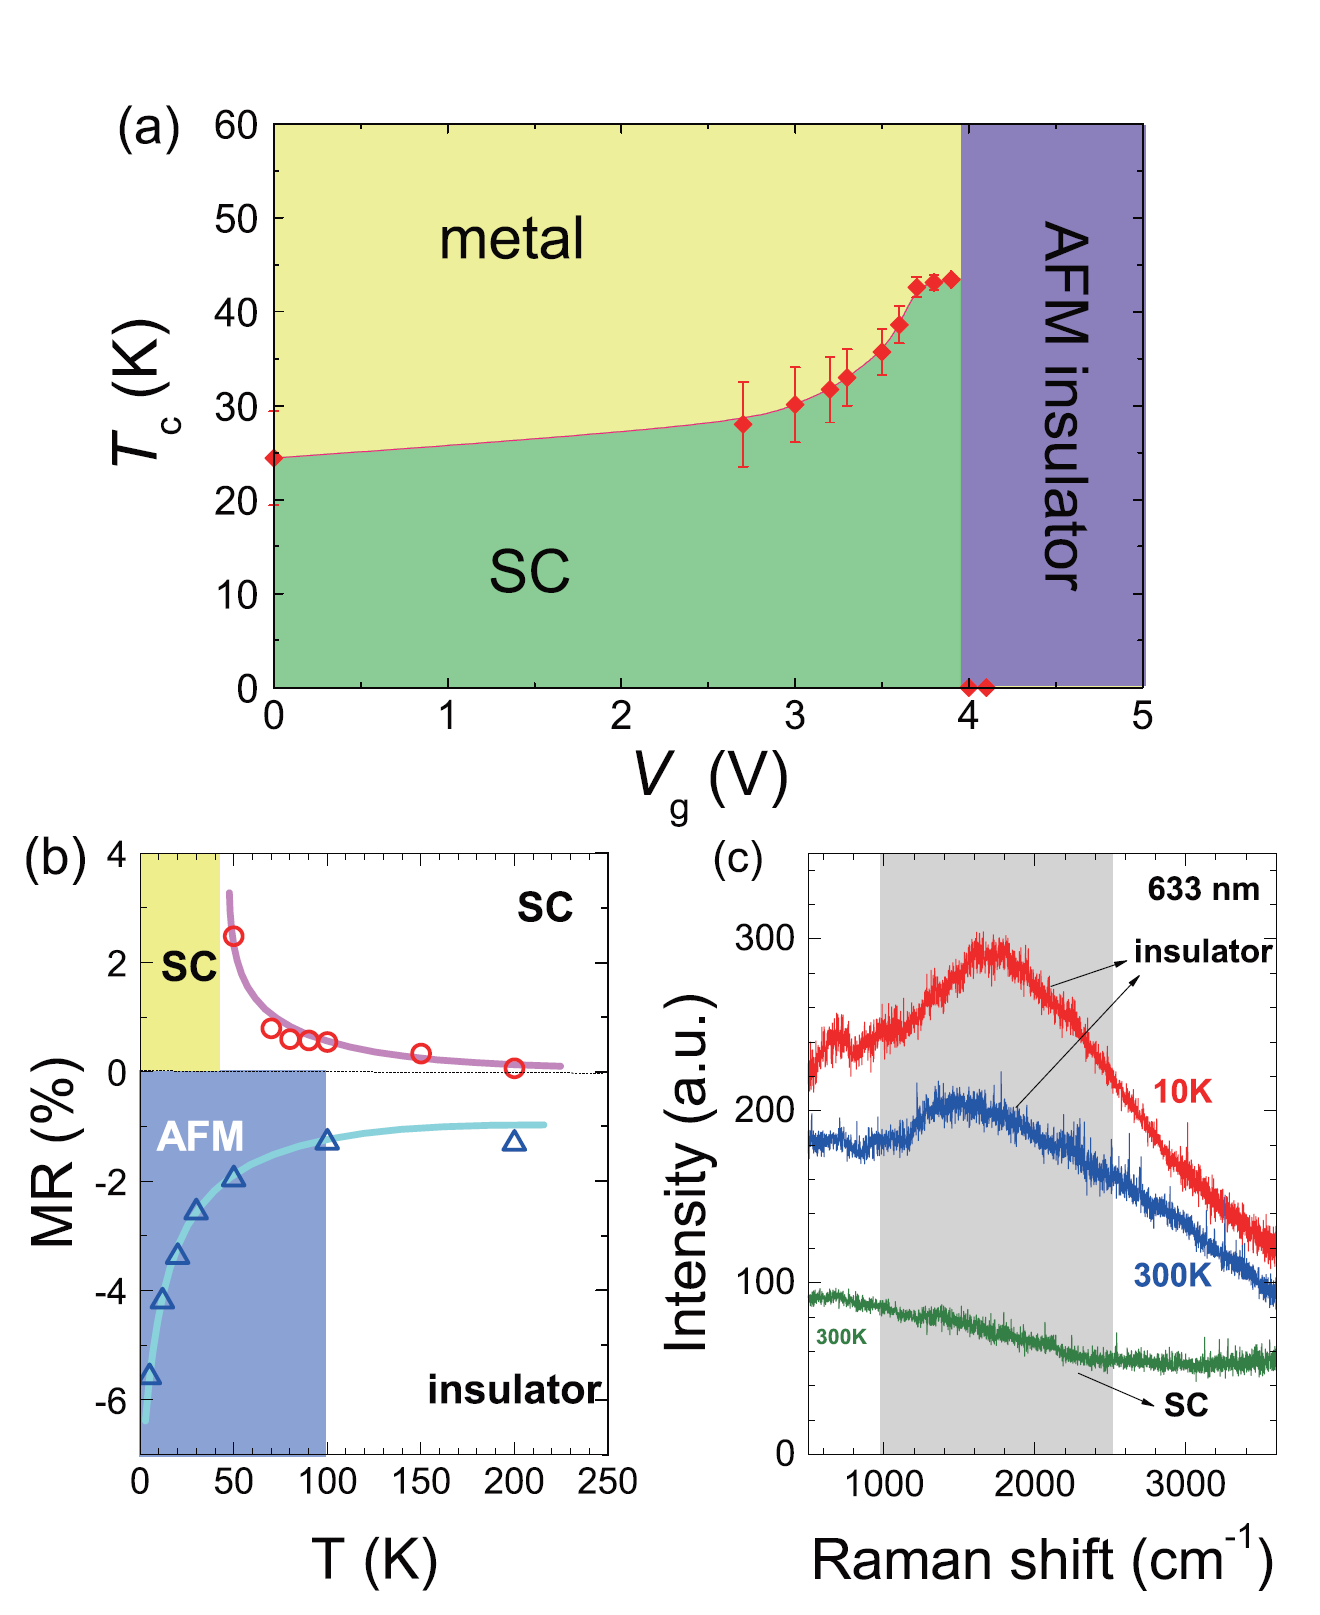 (a)
60
50
40
30
20
10
0
T_c (K)
metal
SC
AFM insulator
0 1 2 3 4 5
V_g (V)
(b)
4
2
0
-2
-4
-6
MR (%)
SC
SC
AFM
insulator
0 50 100 150 200 250
T (K)
(c)
300
200
100
0
Intensity (a.u.)
633 nm
insulator
10K
300K
300K
SC
1000 2000 3000
Raman shift (cm⁻¹)